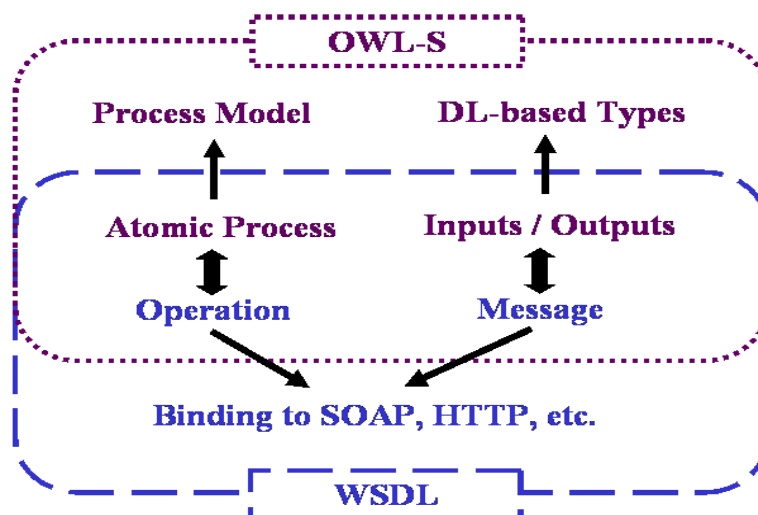 OWL-S
Process Model DL-based Types
Atomic Process Inputs / Outputs
Operation Message
Binding to SOAP, HTTP, etc.
WSDL